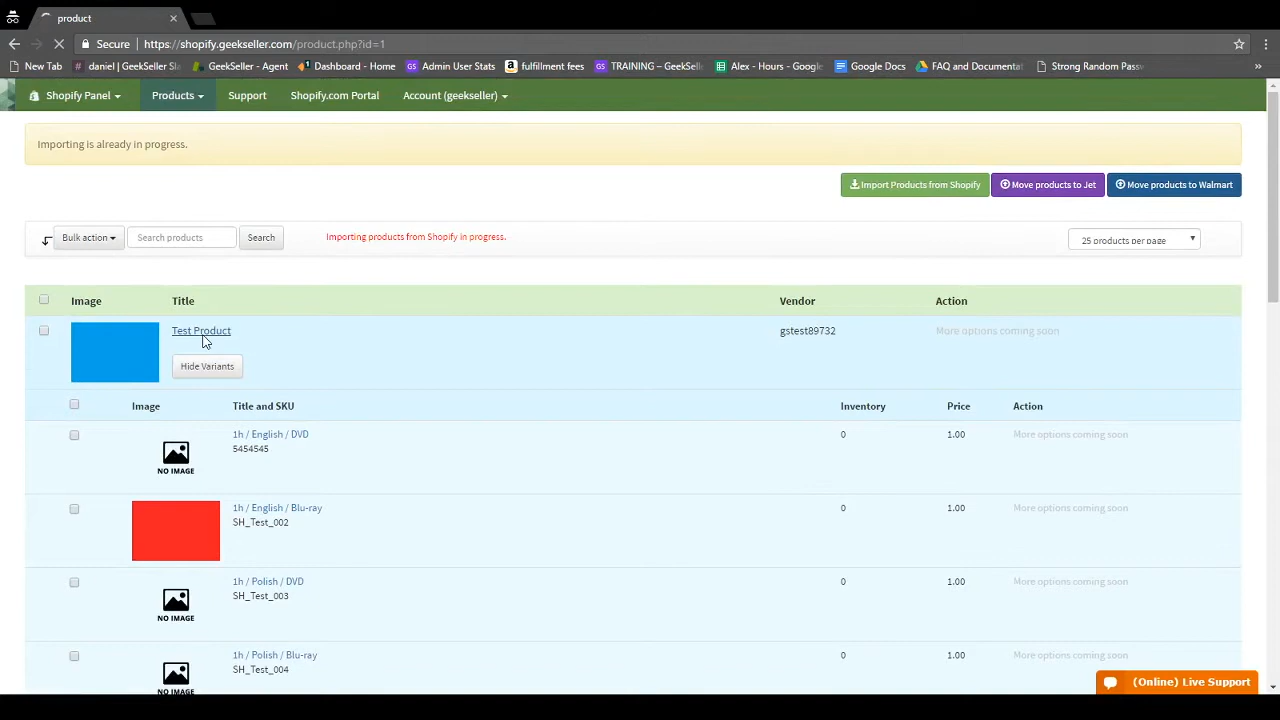 product
Secure https://shopify.geekseller.com/product.php?id=1
New Tab daniel | GeekSeller Sla GeekSeller - Agent Dashboard - Home Admin User Stats fulfillment fees TRAINING – GeekSell Alex - Hours - Google Google Docs FAQ and Documentat Strong Random Passw »
Shopify Panel Products Support Shopify.com Portal Account (geekseller)
Importing is already in progress.
Import Products from Shopify Move products to Jet Move products to Walmart
Bulk action Search products Search Importing products from Shopify in progress. 25 products per page
Image Title Vendor Action
Test Product gstest89732 More options coming soon
Hide Variants
Image Title and SKU Inventory Price Action
1h / English / DVD 0 1.00 More options coming soon
5454545
NO IMAGE
1h / English / Blu-ray 0 1.00 More options coming soon
SH_Test_002
1h / Polish / DVD 0 1.00 More options coming soon
SH_Test_003
NO IMAGE
1h / Polish / Blu-ray 0 1.00 More options coming soon
SH_Test_004
NO IMAGE
(Online) Live Support